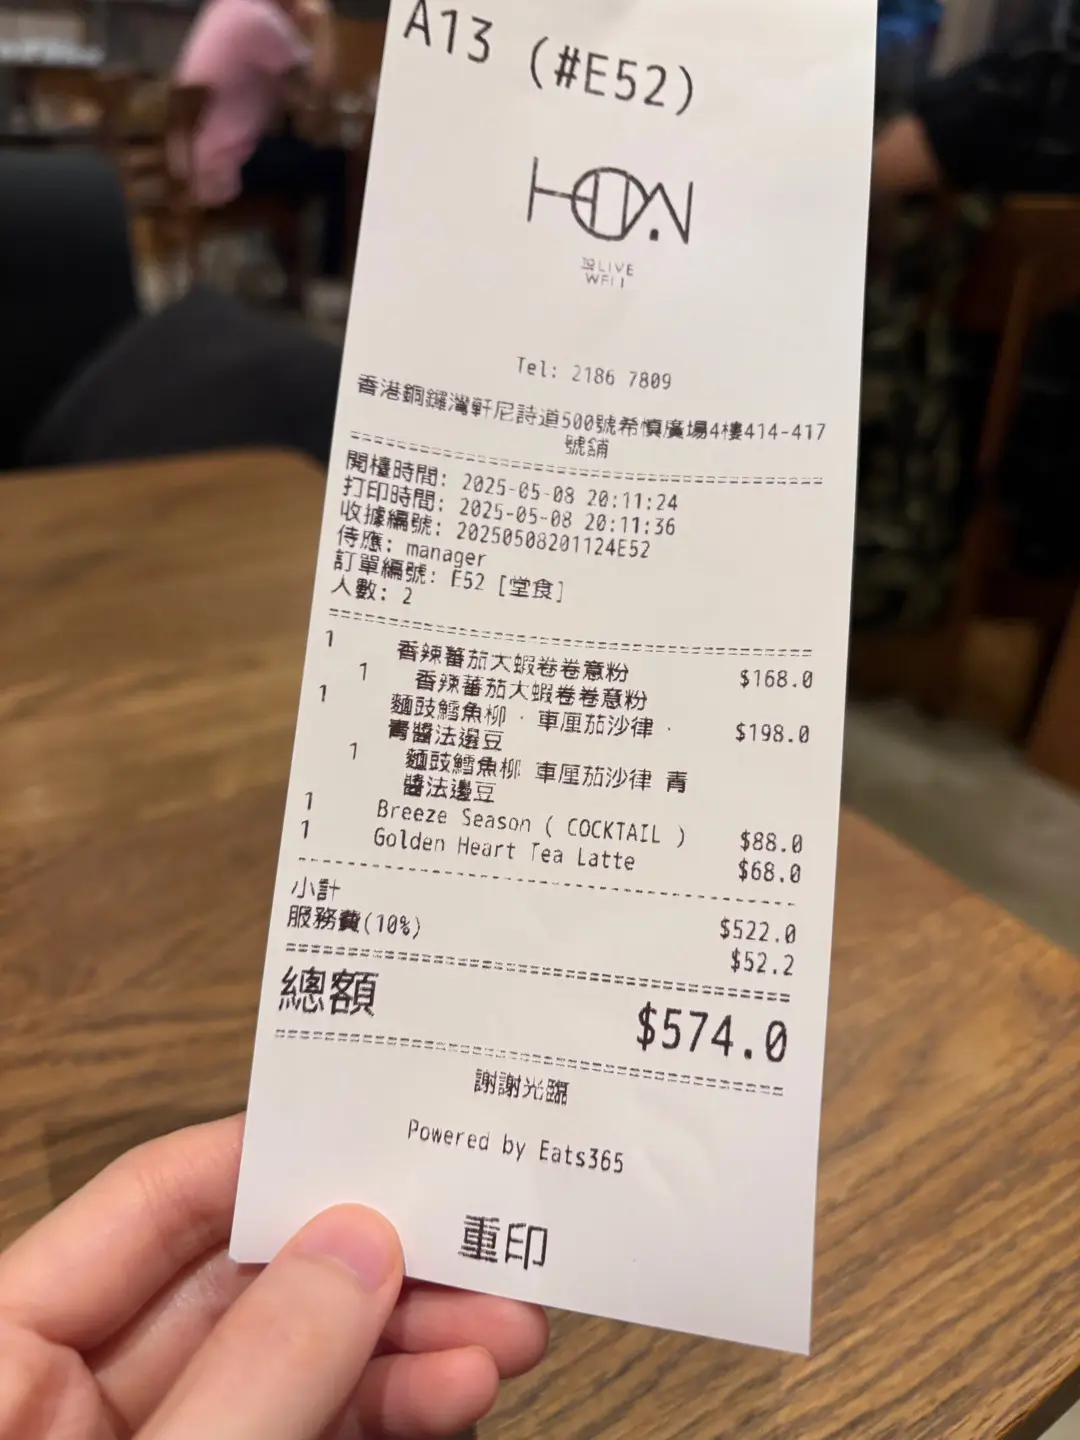 A13 (#E52)
HON
TO LIVE
WELL
Tel: 2186 7809
香港銅鑼灣軒尼詩道500號希慎廣場4樓414-417
號舖
開檯時間: 2025-05-08 20:11:24
打印時間: 2025-05-08 20:11:36
收據編號: 20250508201124E52
侍應: manager
訂單編號: E52 [堂食]
人數: 2
1 香辣蕃茄大蝦卷卷意粉 $168.0
1 香辣蕃茄大蝦卷卷意粉
1 麵豉鱈魚柳．車厘茄沙律． $198.0
青醬法邊豆
1 麵豉鱈魚柳 車厘茄沙律 青
醬法邊豆
1 Breeze Season ( COCKTAIL ) $88.0
1 Golden Heart Tea Latte $68.0
小計 $522.0
服務費(10%) $52.2
總額 $574.0
謝謝光臨
Powered by Eats365
重印